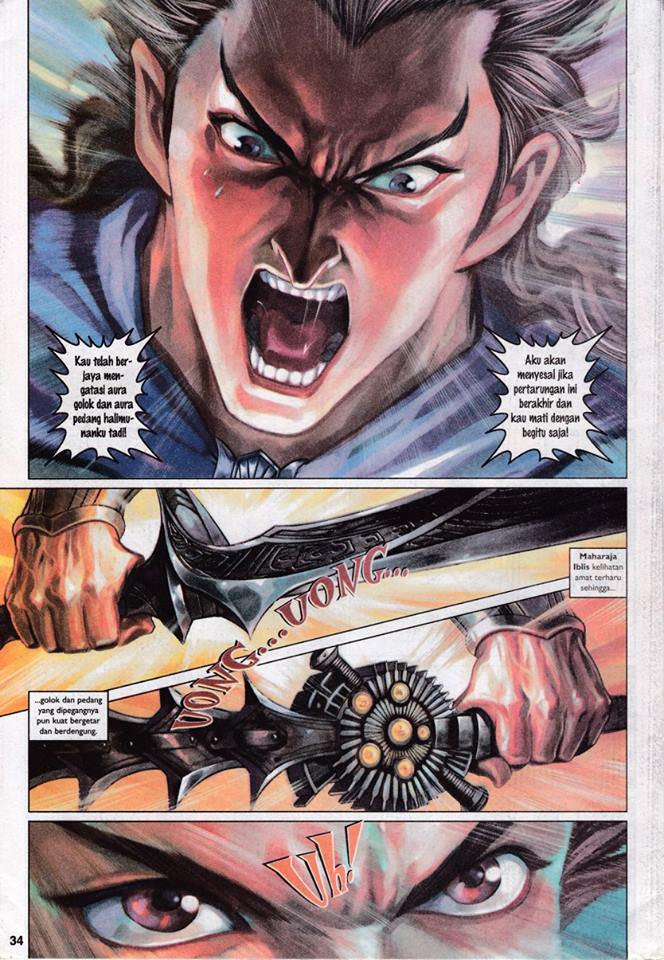 Kau telah ber-
jaya men-
gatasi aura
golok dan aura
pedang halimu-
nanku tadi!
Aku akan
menyesal jika
pertarungan ini
berakhir dan
kau mati dengan
begitu saja!
Maharaja
Iblis kelihatan
amat terharu
sehingga...
UONG...UONG...
...golok dan pedang
yang dipegangnya
pun kuat bergetar
dan berdengung.
Uh!
34